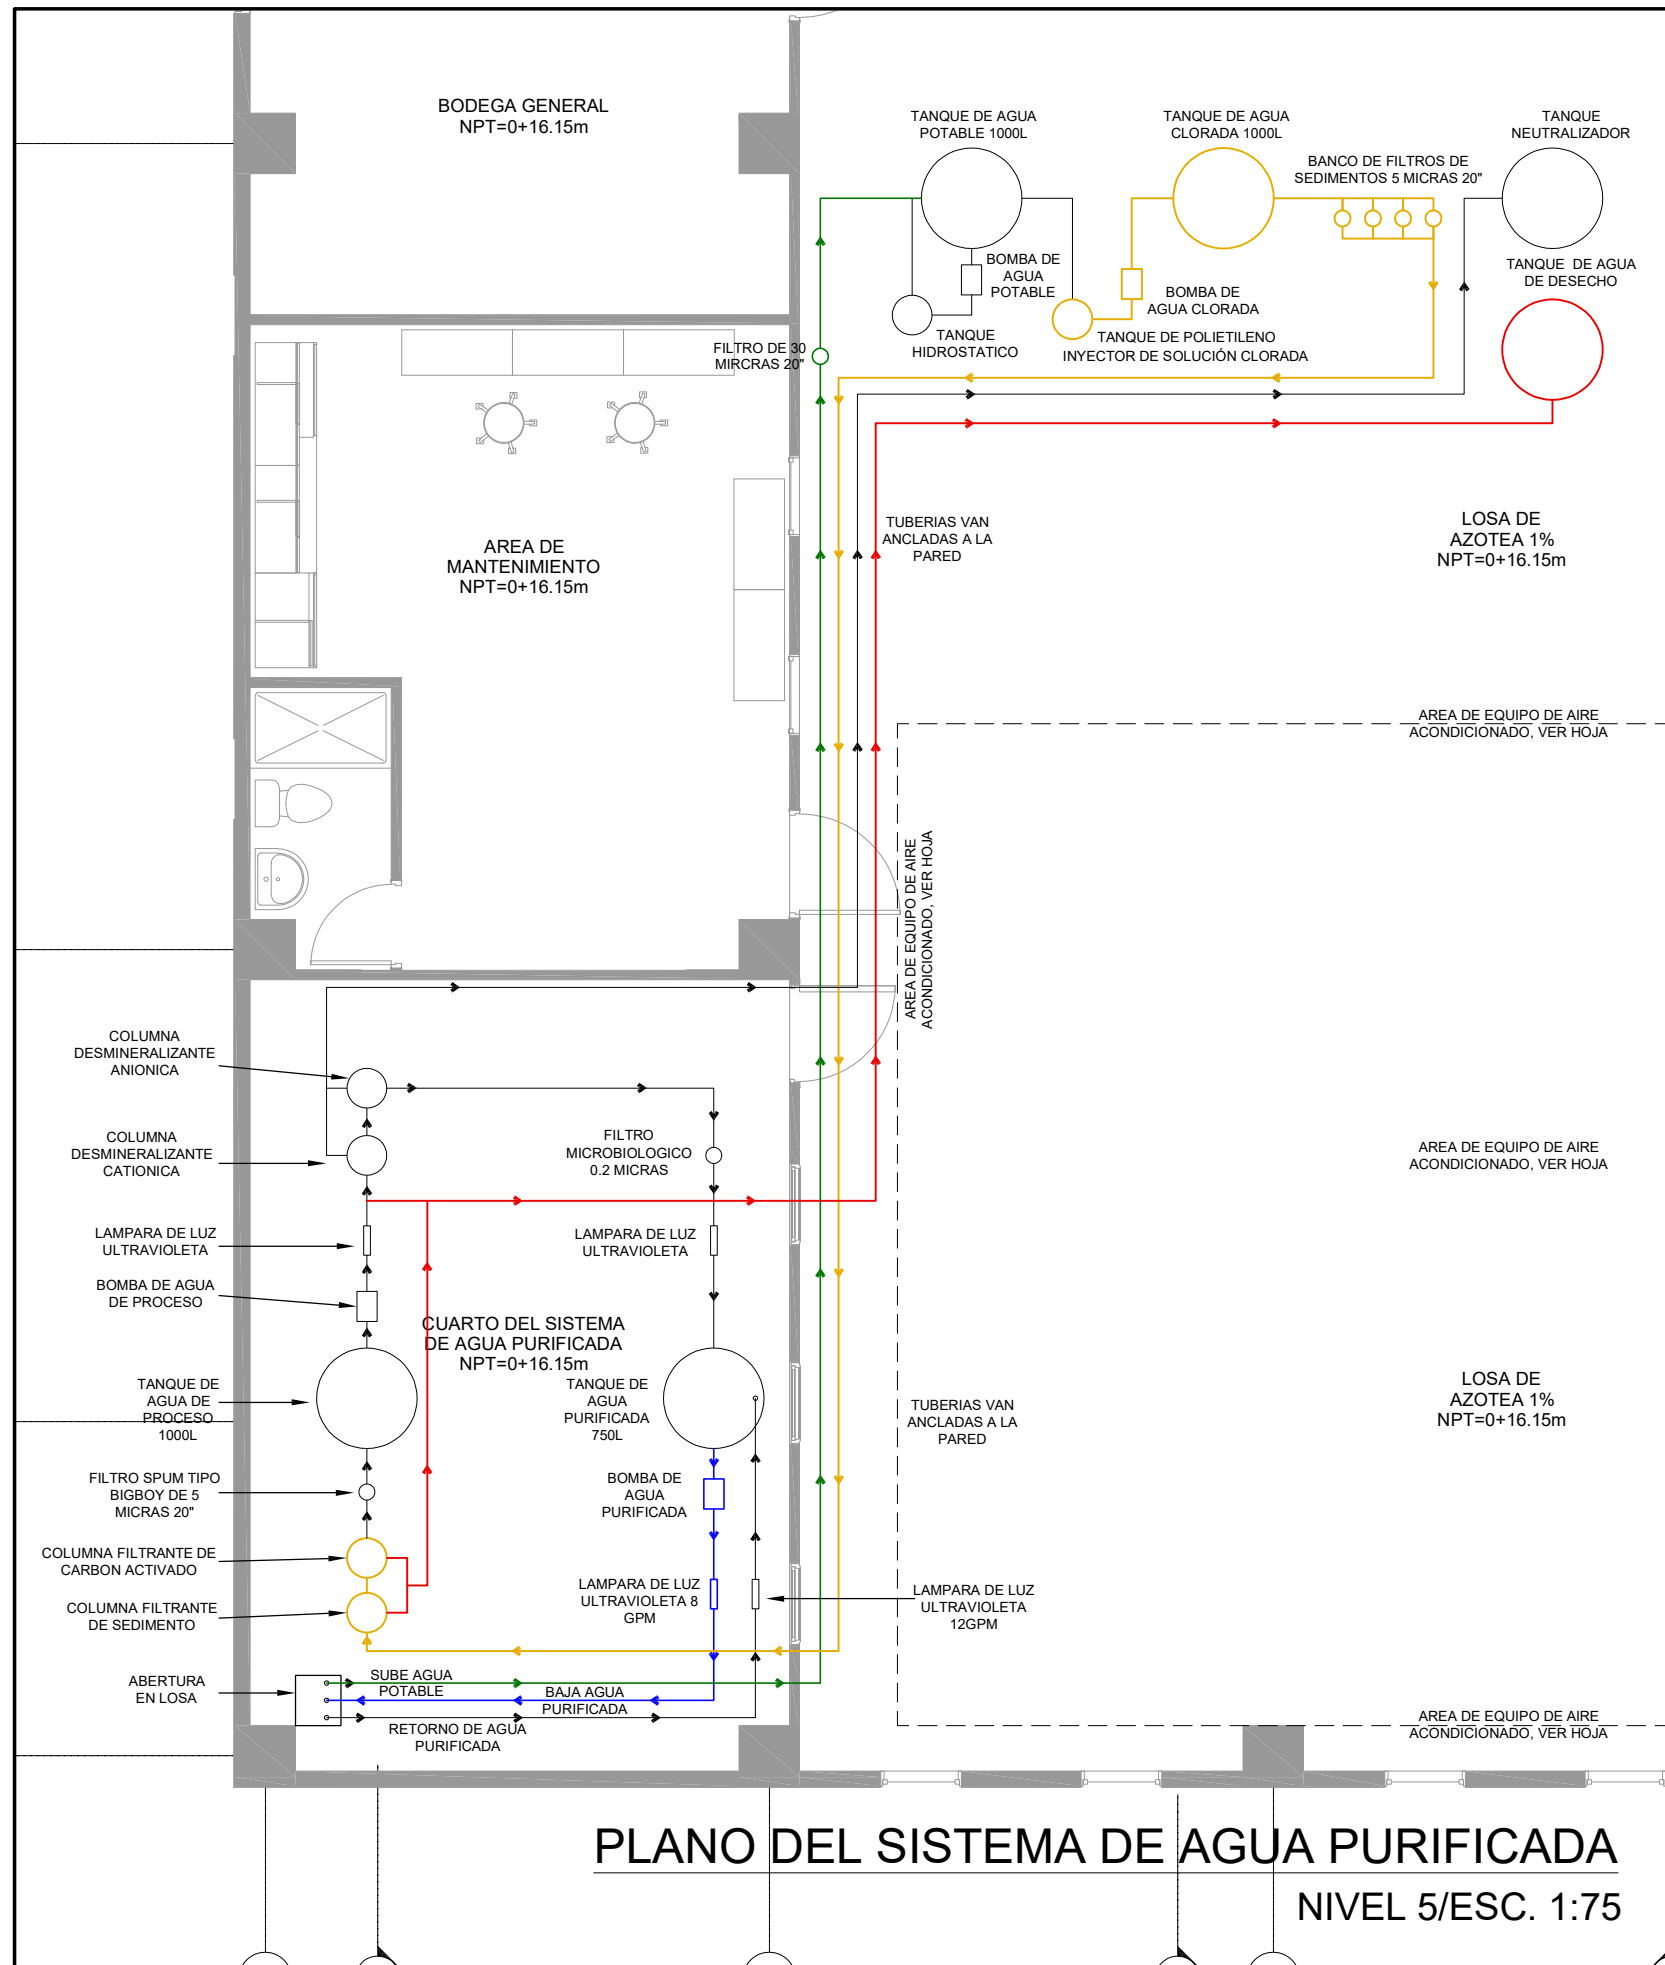 BODEGA GENERAL
NPT=0+16.15m
TANQUE DE AGUA
POTABLE 1000L
TANQUE DE AGUA
CLORADA 1000L
TANQUE
NEUTRALIZADOR
BANCO DE FILTROS DE
SEDIMENTOS 5 MICRAS 20"
BOMBA DE
AGUA
POTABLE
TANQUE DE AGUA
DE DESECHO
BOMBA DE
AGUA CLORADA
TANQUE
HIDROSTATICO
TANQUE DE POLIETILENO
INYECTOR DE SOLUCIÓN CLORADA
FILTRO DE 30
MIRCRAS 20"
TUBERIAS VAN
ANCLADAS A LA
PARED
LOSA DE
AZOTEA 1%
NPT=0+16.15m
AREA DE
MANTENIMIENTO
NPT=0+16.15m
AREA DE EQUIPO DE AIRE
ACONDICIONADO, VER HOJA
AREA DE EQUIPO DE AIRE
ACONDICIONADO, VER HOJA
COLUMNA
DESMINERALIZANTE
ANIONICA
COLUMNA
DESMINERALIZANTE
CATIONICA
FILTRO
MICROBIOLOGICO
0.2 MICRAS
AREA DE EQUIPO DE AIRE
ACONDICIONADO, VER HOJA
LAMPARA DE LUZ
ULTRAVIOLETA
LAMPARA DE LUZ
ULTRAVIOLETA
BOMBA DE AGUA
DE PROCESO
CUARTO DEL SISTEMA
DE AGUA PURIFICADA
NPT=0+16.15m
TANQUE DE
AGUA DE
PROCESO
1000L
TANQUE DE
AGUA
PURIFICADA
750L
TUBERIAS VAN
ANCLADAS A LA
PARED
LOSA DE
AZOTEA 1%
NPT=0+16.15m
FILTRO SPUM TIPO
BIGBOY DE 5
MICRAS 20"
BOMBA DE
AGUA
PURIFICADA
COLUMNA FILTRANTE DE
CARBON ACTIVADO
LAMPARA DE LUZ
ULTRAVIOLETA 8
GPM
LAMPARA DE LUZ
ULTRAVIOLETA
12GPM
COLUMNA FILTRANTE
DE SEDIMENTO
ABERTURA
EN LOSA
SUBE AGUA
POTABLE
BAJA AGUA
PURIFICADA
RETORNO DE AGUA
PURIFICADA
AREA DE EQUIPO DE AIRE
ACONDICIONADO, VER HOJA
PLANO DEL SISTEMA DE AGUA PURIFICADA
NIVEL 5/ESC. 1:75